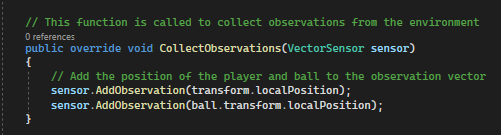 // This function is called to collect observations from the environment
0 references
public override void CollectObservations(VectorSensor sensor)
{
// Add the position of the player and ball to the observation vector
sensor.AddObservation(transform.localPosition);
sensor.AddObservation(ball.transform.localPosition);
}